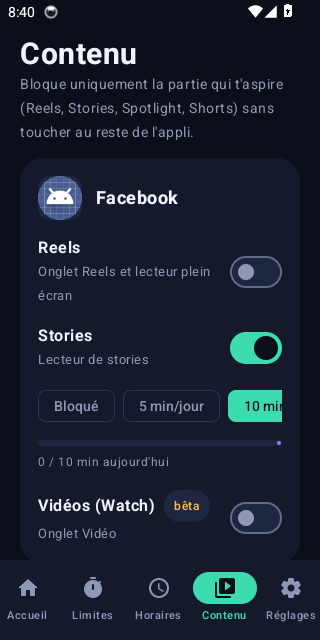 8:40
Contenu
Bloque uniquement la partie qui t'aspire
(Reels, Stories, Spotlight, Shorts) sans
toucher au reste de l'appli.
Facebook
Reels
Onglet Reels et lecteur plein
écran
Stories
Lecteur de stories
Bloqué 5 min/jour 10 min
0 / 10 min aujourd'hui
Vidéos (Watch) bêta
Onglet Vidéo
Accueil Limites Horaires Contenu Réglages